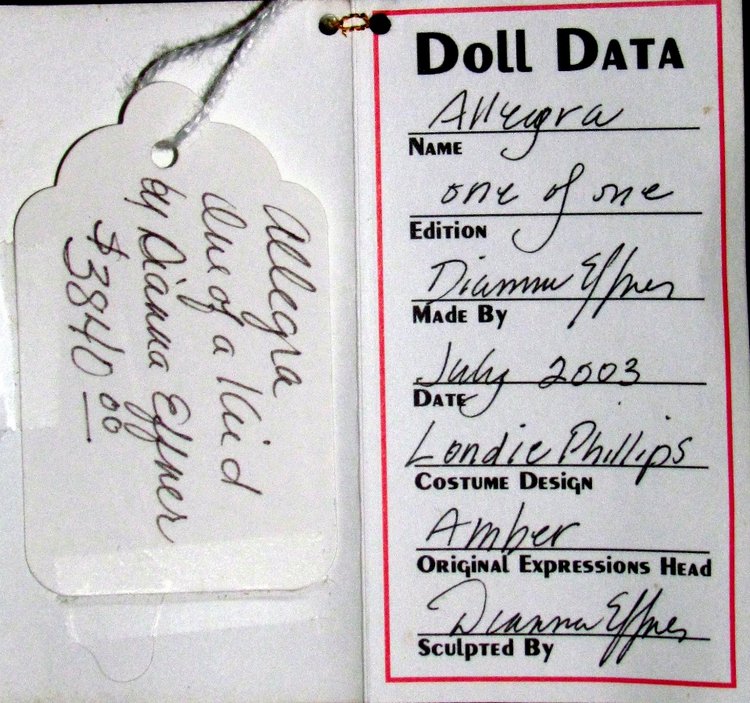 Allegra
One of a Kind
by Dianna Effner
$3840.00
Doll Data
Allegra
Name
one of one
Edition
Dianna Effner
Made By
July 2003
Date
Londie Phillips
Costume Design
Amber
Original Expressions Head
Dianna Effner
Sculpted By